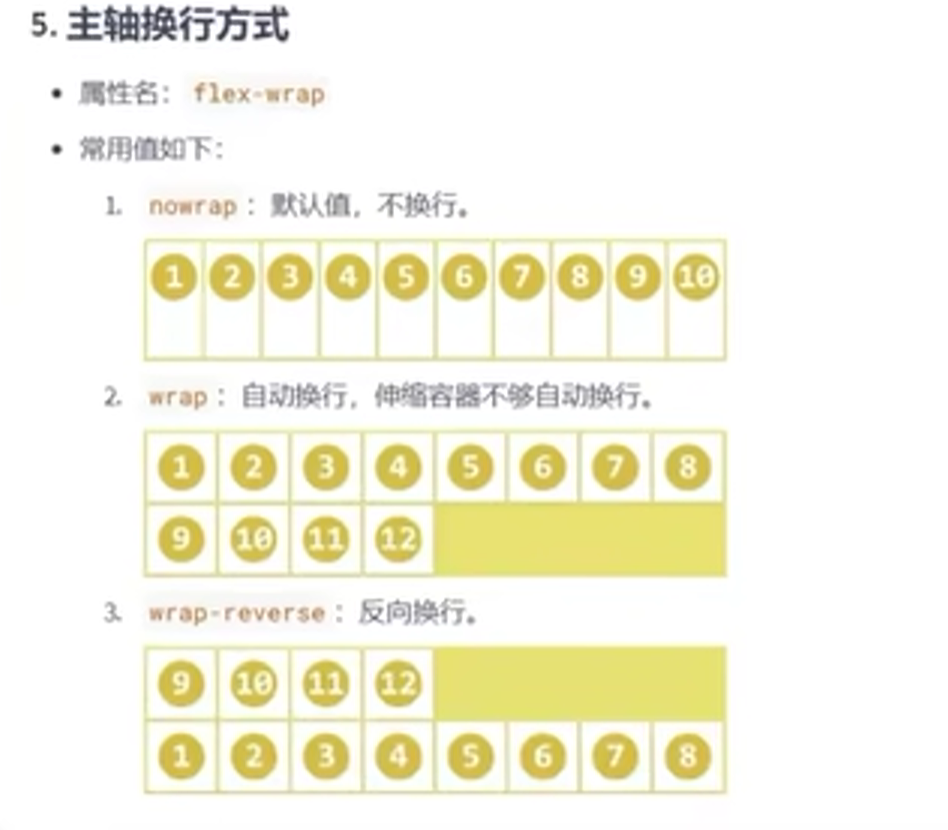 5. 主轴换行方式
• 属性名： flex-wrap
• 常用值如下：
1. nowrap ：默认值，不换行。
1 2 3 4 5 6 7 8 9 10
2. wrap ：自动换行，伸缩容器不够自动换行。
1 2 3 4 5 6 7 8
9 10 11 12
3. wrap-reverse ：反向换行。
9 10 11 12
1 2 3 4 5 6 7 8